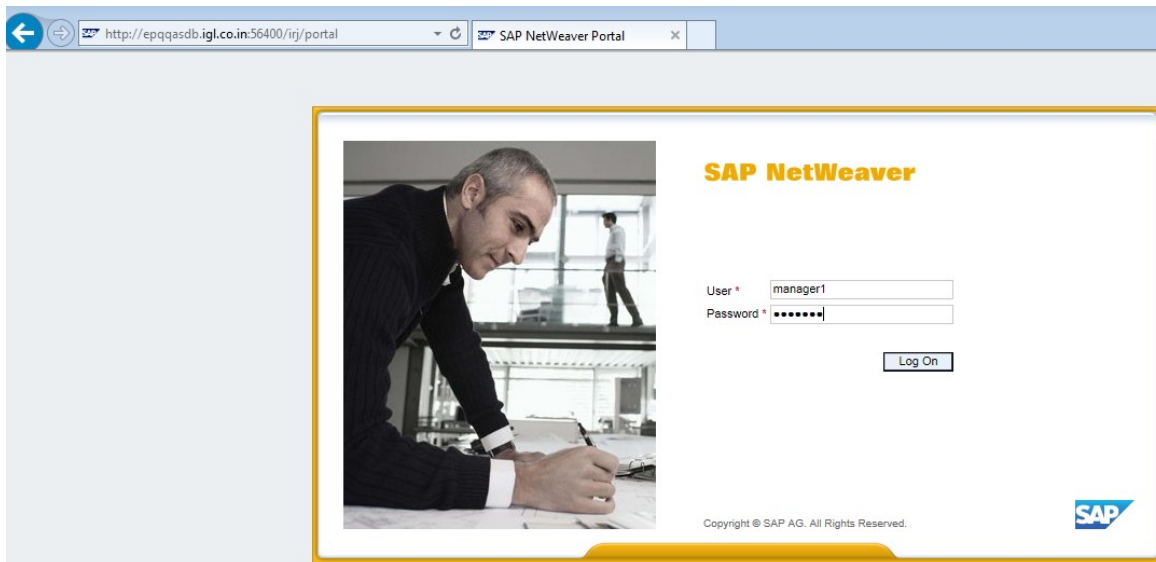 http://epqqasdb.igl.co.in:56400/irj/portal
SAP NetWeaver Portal
SAP NetWeaver
User * manager1
Password * •••••••
Log On
Copyright © SAP AG. All Rights Reserved.
SAP